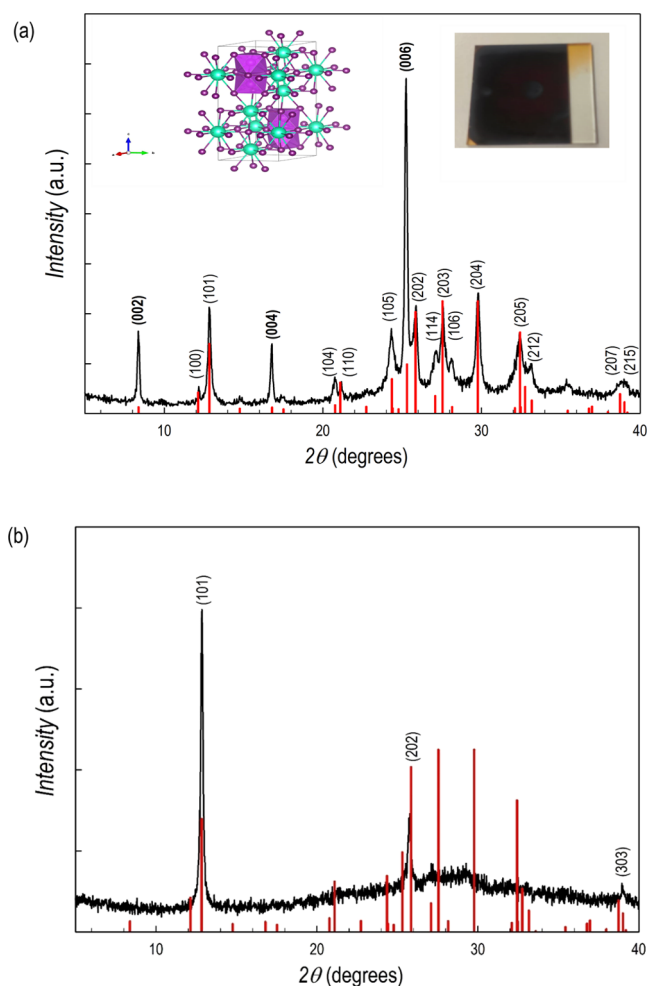 (a)
Intensity (a.u.)
(002)
(100)
(101)
(004)
(104)
(110)
(105)
(006)
(202)
(114)
(203)
(106)
(204)
(205)
(212)
(207)
(215)
10 20 30 40
2θ (degrees)
(b)
Intensity (a.u.)
(101)
(202)
(303)
10 20 30 40
2θ (degrees)